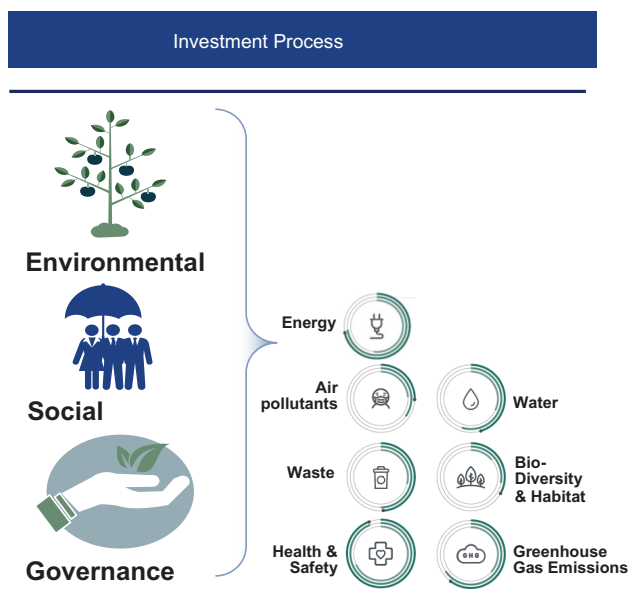 Investment Process
Environmental
Social
Governance
Energy
Air
pollutants
Water
Waste
Bio-
Diversity
& Habitat
Health &
Safety
GHG
Greenhouse
Gas Emissions